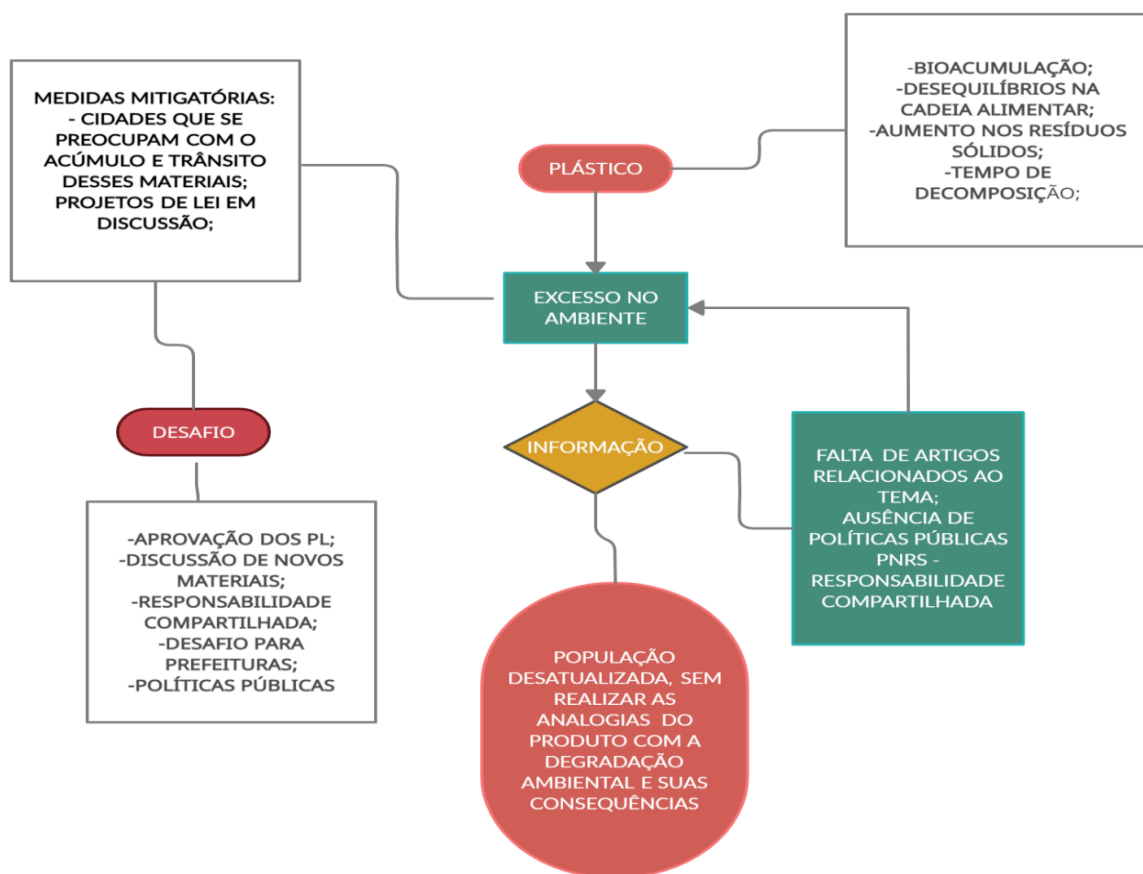 MEDIDAS MITIGATÓRIAS:
- CIDADES QUE SE
PREOCUPAM COM O
ACÚMULO E TRÂNSITO
DESSES MATERIAIS;
PROJETOS DE LEI EM
DISCUSSÃO;
PLÁSTICO
-BIOACUMULAÇÃO;
-DESEQUILÍBRIOS NA
CADEIA ALIMENTAR;
-AUMENTO NOS RESÍDUOS
SÓLIDOS;
-TEMPO DE
DECOMPOSIÇÃO;
EXCESSO NO
AMBIENTE
DESAFIO
INFORMAÇÃO
FALTA DE ARTIGOS
RELACIONADOS AO
TEMA;
AUSÊNCIA DE
POLÍTICAS PÚBLICAS
PNRS -
RESPONSABILIDADE
COMPARTILHADA
-APROVAÇÃO DOS PL;
-DISCUSSÃO DE NOVOS
MATERIAIS;
-RESPONSABILIDADE
COMPARTILHADA;
-DESAFIO PARA
PREFEITURAS;
-POLÍTICAS PÚBLICAS
POPULAÇÃO
DESATUALIZADA, SEM
REALIZAR AS
ANALOGIAS DO
PRODUTO COM A
DEGRADAÇÃO
AMBIENTAL E SUAS
CONSEQUÊNCIAS